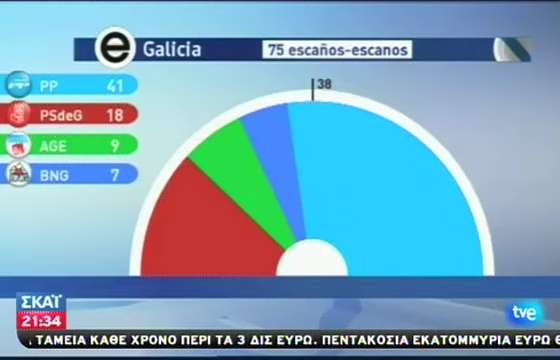 e Galicia 75 escaños-escanos
38
PP 41
PSdeG 18
AGE 9
BNG 7
ΣΚΑΪ
21:34
tve
. ΤΑΜΕΙΑ ΚΑΘΕ ΧΡΟΝΟ ΠΕΡΙ ΤΑ 3 ΔΙΣ ΕΥΡΩ. ΠΕΝΤΑΚΟΣΙΑ ΕΚΑΤΟΜΜΥΡΙΑ ΕΥΡΩ